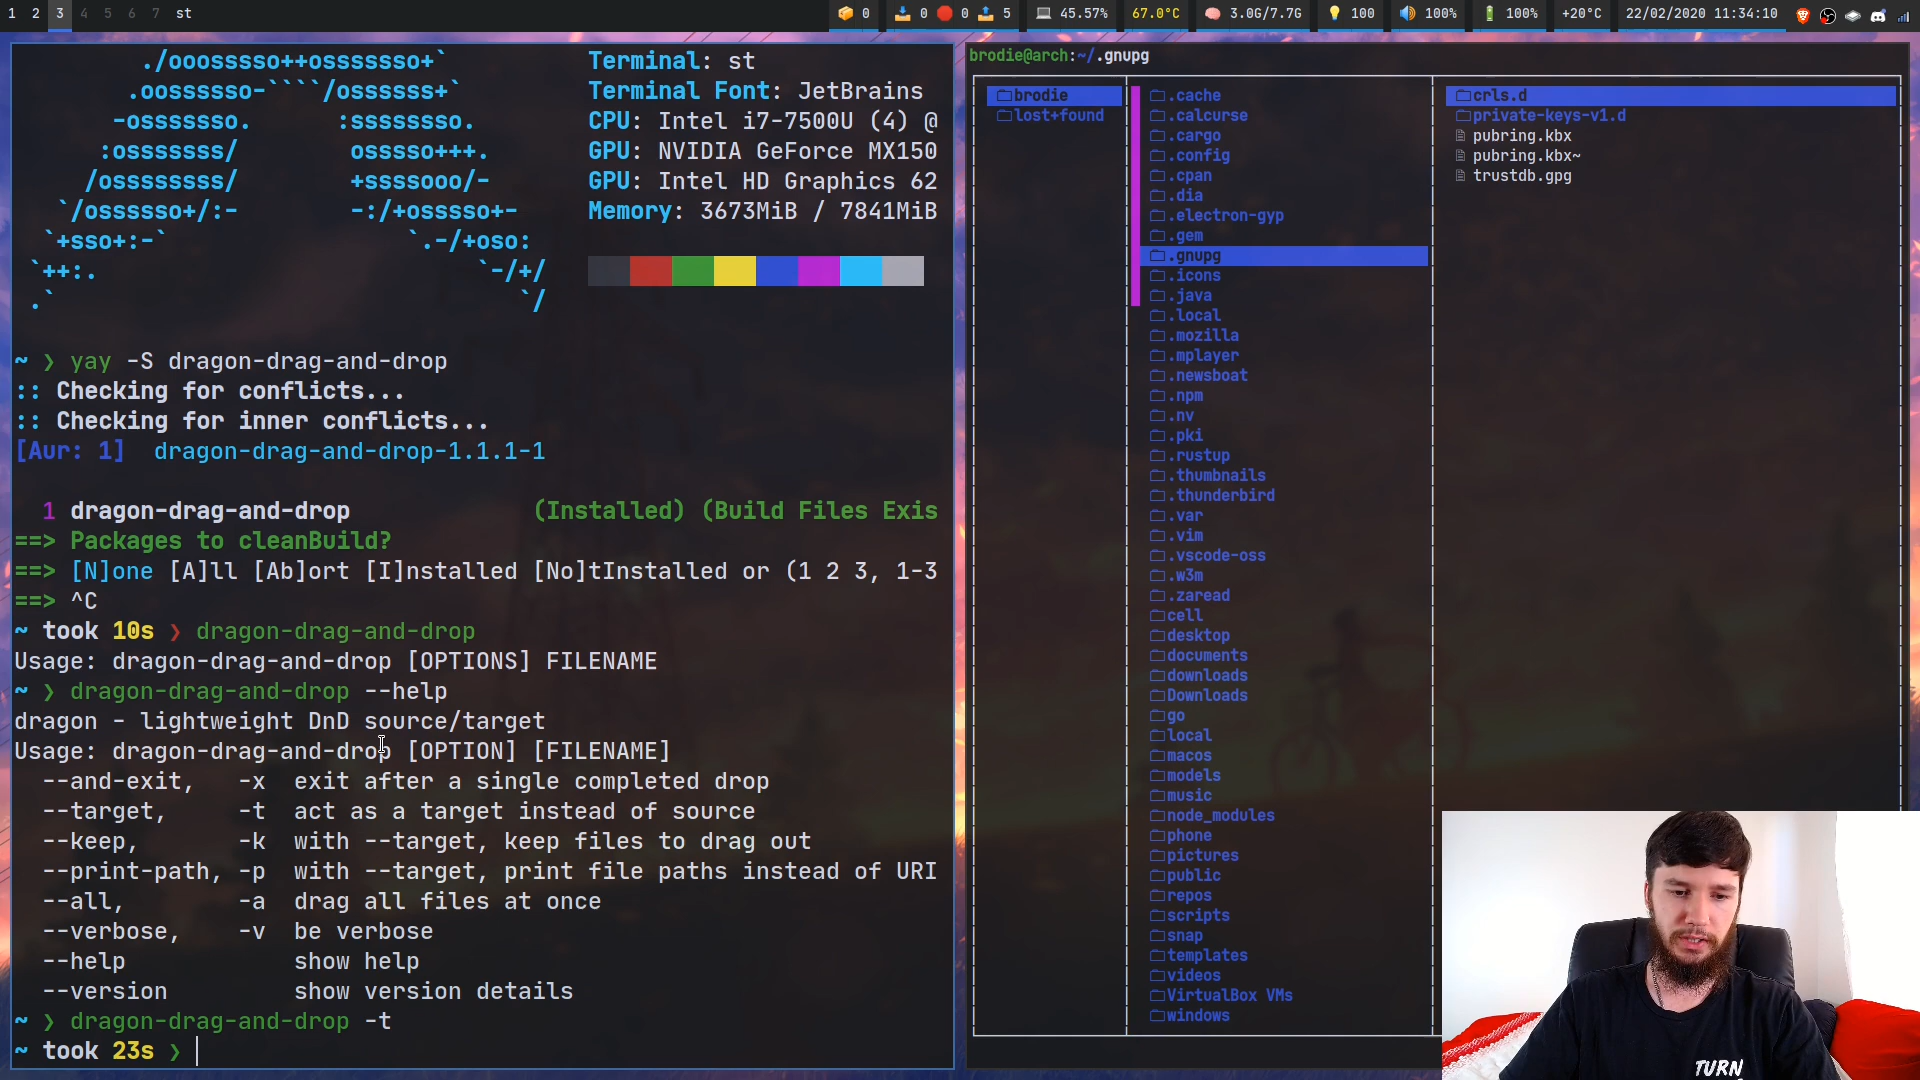 1 2 3 4 5 6 7 st
0 0 0 5 45.57% 67.0°C 3.0G/7.7G 100 100% 100% +20°C 22/02/2020 11:34:10
./ooosssso++osssssso+`
.oossssso-````/ossssss+`
-osssssso. :sssssssso.
:osssssss/ osssso+++.
/ossssssss/ +ssssooo/-
`/ossssso+/:- -:/+osssso+-
`+sso+:-` `.-/+oso:
`++:. `-/+/
.` `/
Terminal: st
Terminal Font: JetBrains
CPU: Intel i7-7500U (4) @
GPU: NVIDIA GeForce MX150
GPU: Intel HD Graphics 62
Memory: 3673MiB / 7841MiB
~ ❯ yay -S dragon-drag-and-drop
:: Checking for conflicts...
:: Checking for inner conflicts...
[Aur: 1] dragon-drag-and-drop-1.1.1-1
1 dragon-drag-and-drop (Installed) (Build Files Exis
==> Packages to cleanBuild?
==> [N]one [A]ll [Ab]ort [I]nstalled [No]tInstalled or (1 2 3, 1-3
==> ^C
~ took 10s ❯ dragon-drag-and-drop
Usage: dragon-drag-and-drop [OPTIONS] FILENAME
~ ❯ dragon-drag-and-drop --help
dragon - lightweight DnD source/target
Usage: dragon-drag-and-drop [OPTION] [FILENAME]
--and-exit, -x exit after a single completed drop
--target, -t act as a target instead of source
--keep, -k with --target, keep files to drag out
--print-path, -p with --target, print file paths instead of URI
--all, -a drag all files at once
--verbose, -v be verbose
--help show help
--version show version details
~ ❯ dragon-drag-and-drop -t
~ took 23s ❯
brodie@arch:~/.gnupg
brodie
lost+found
.cache
.calcurse
.cargo
.config
.cpan
.dia
.electron-gyp
.gem
.gnupg
.icons
.java
.local
.mozilla
.mplayer
.newsboat
.npm
.nv
.pki
.rustup
.thumbnails
.thunderbird
.var
.vim
.vscode-oss
.w3m
.zaread
cell
desktop
documents
downloads
Downloads
go
local
macos
models
music
node_modules
phone
pictures
public
repos
scripts
snap
templates
videos
VirtualBox VMs
windows
crls.d
private-keys-v1.d
pubring.kbx
pubring.kbx~
trustdb.gpg
TURN